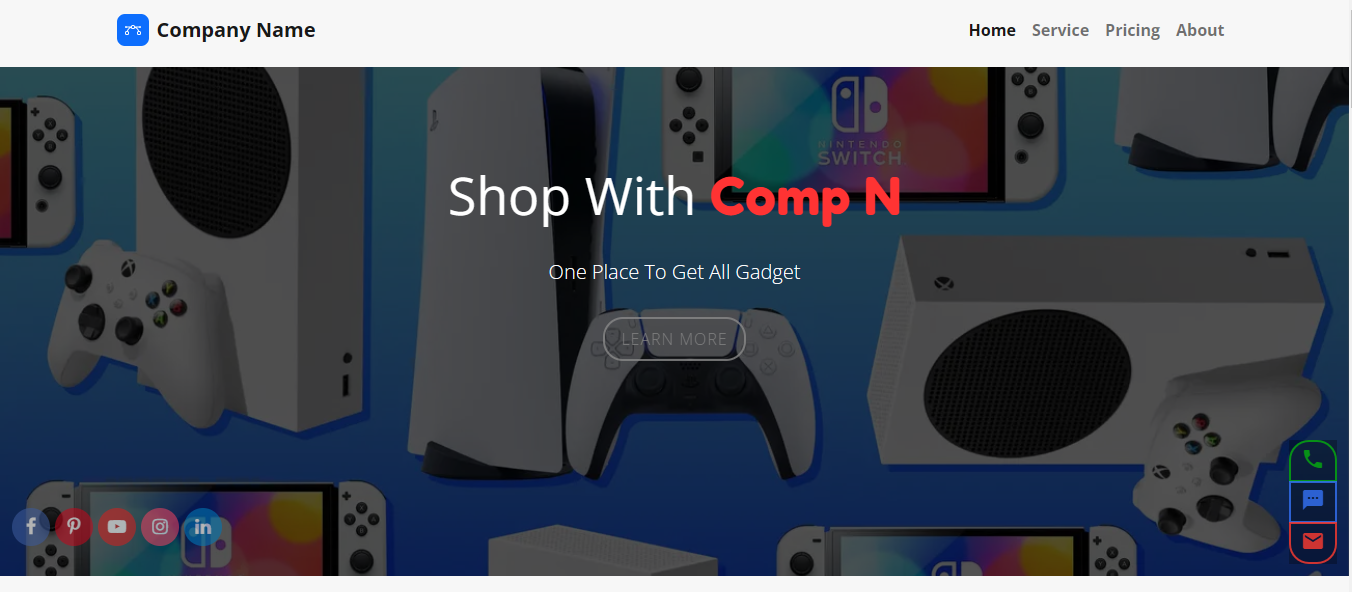 Company Name
Home Service Pricing About
NINTENDO
SWITCH
Shop With Comp N
One Place To Get All Gadget
LEARN MORE